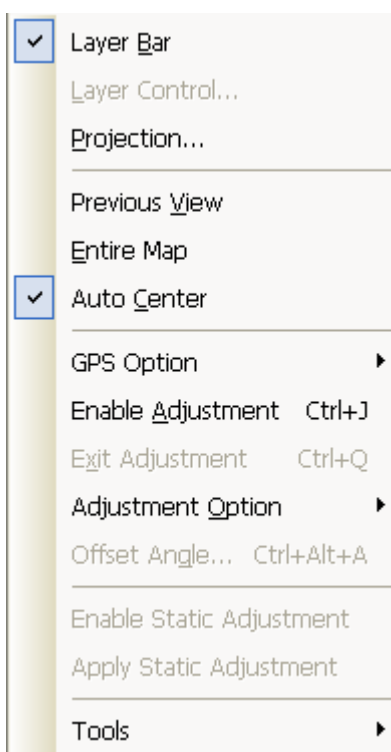 Layer Bar
Layer Control...
Projection...
Previous View
Entire Map
Auto Center
GPS Option
Enable Adjustment Ctrl+J
Exit Adjustment Ctrl+Q
Adjustment Option
Offset Angle... Ctrl+Alt+A
Enable Static Adjustment
Apply Static Adjustment
Tools